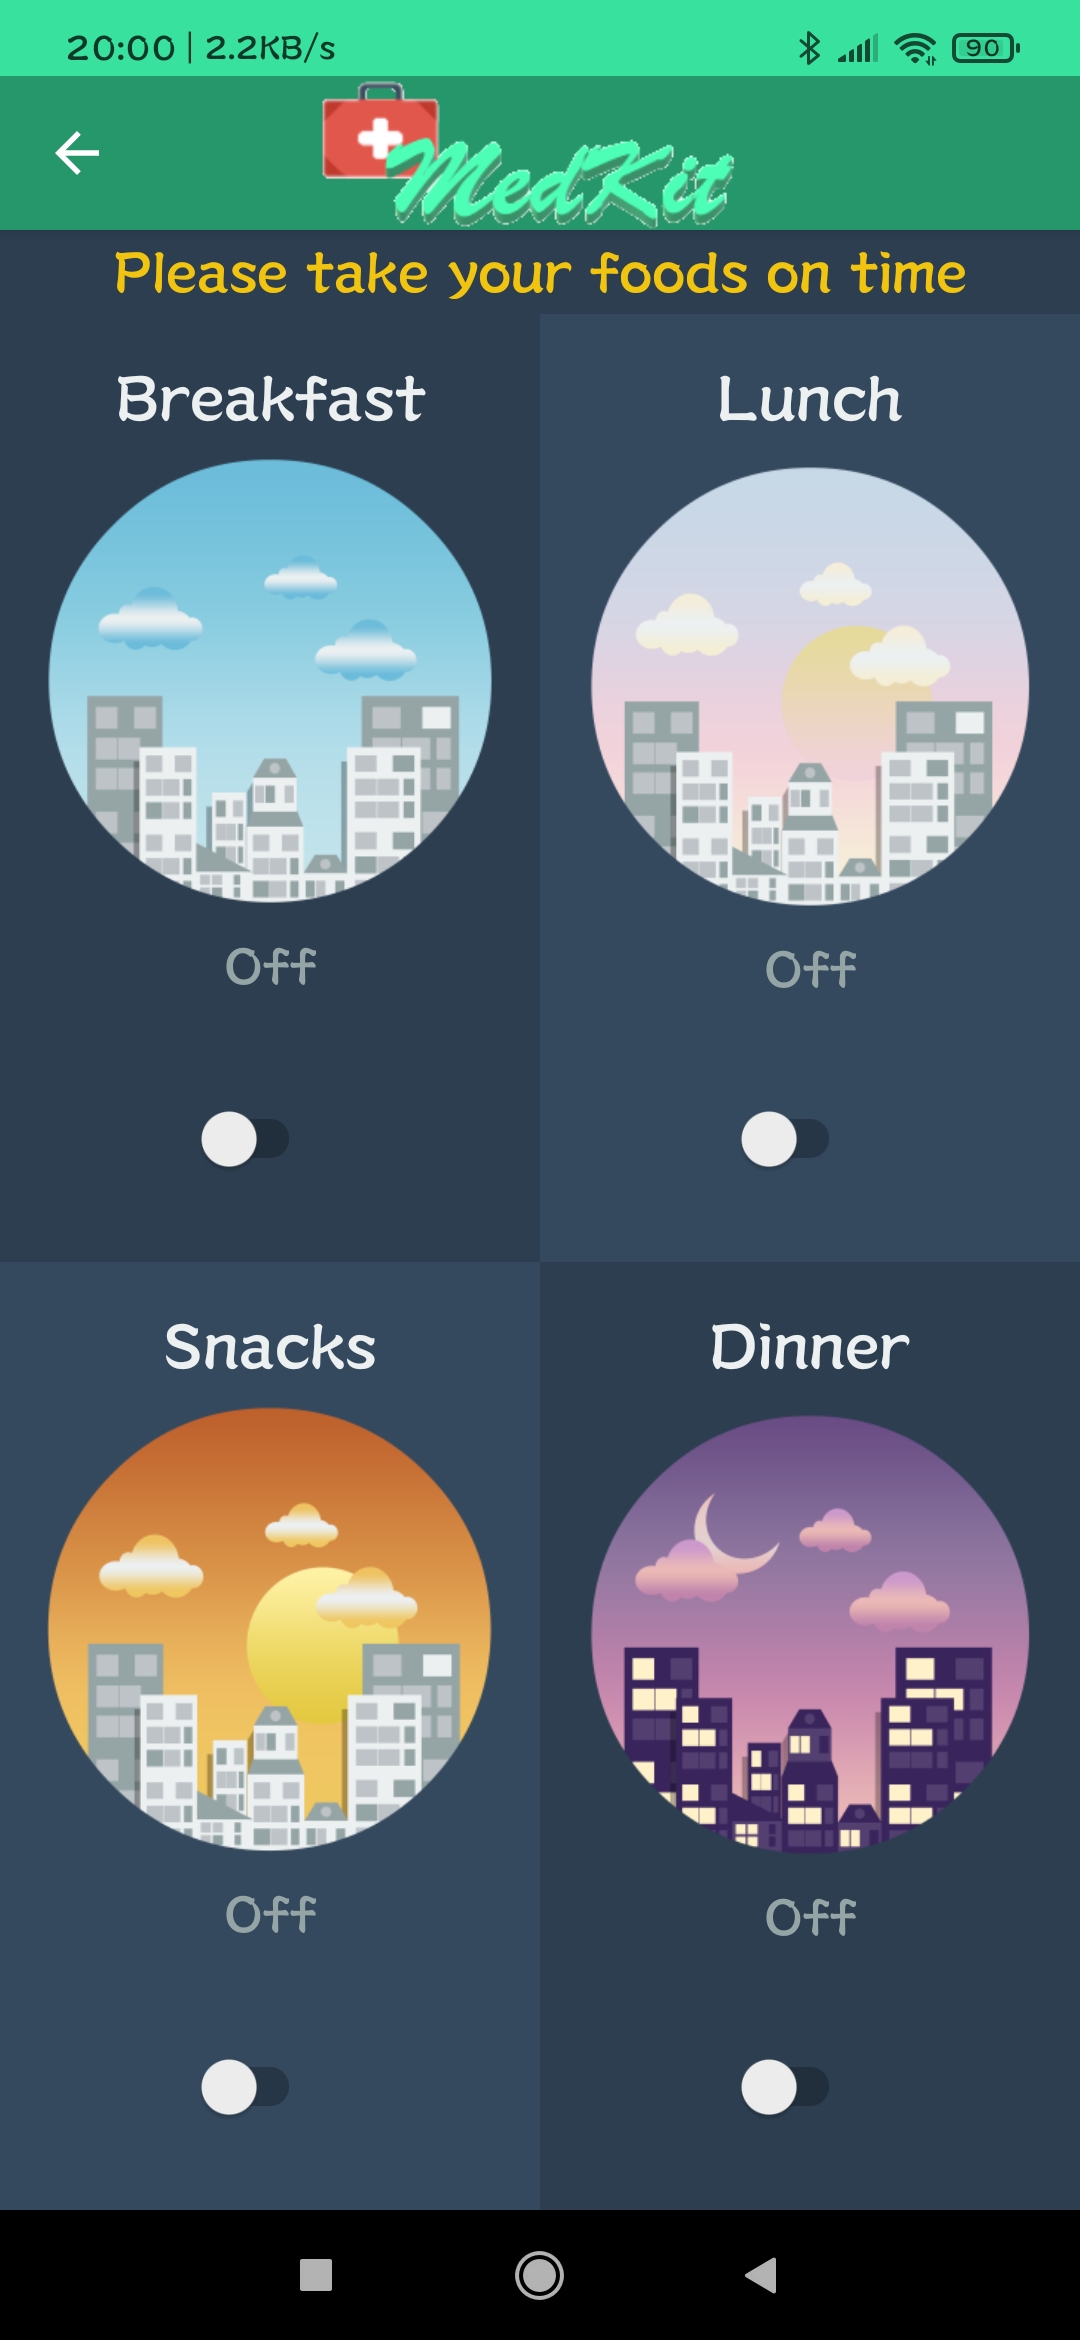 20:00 | 2.2KB/s
90
MedKit
Please take your foods on time
Breakfast
Lunch
Off
Off
Snacks
Dinner
Off
Off